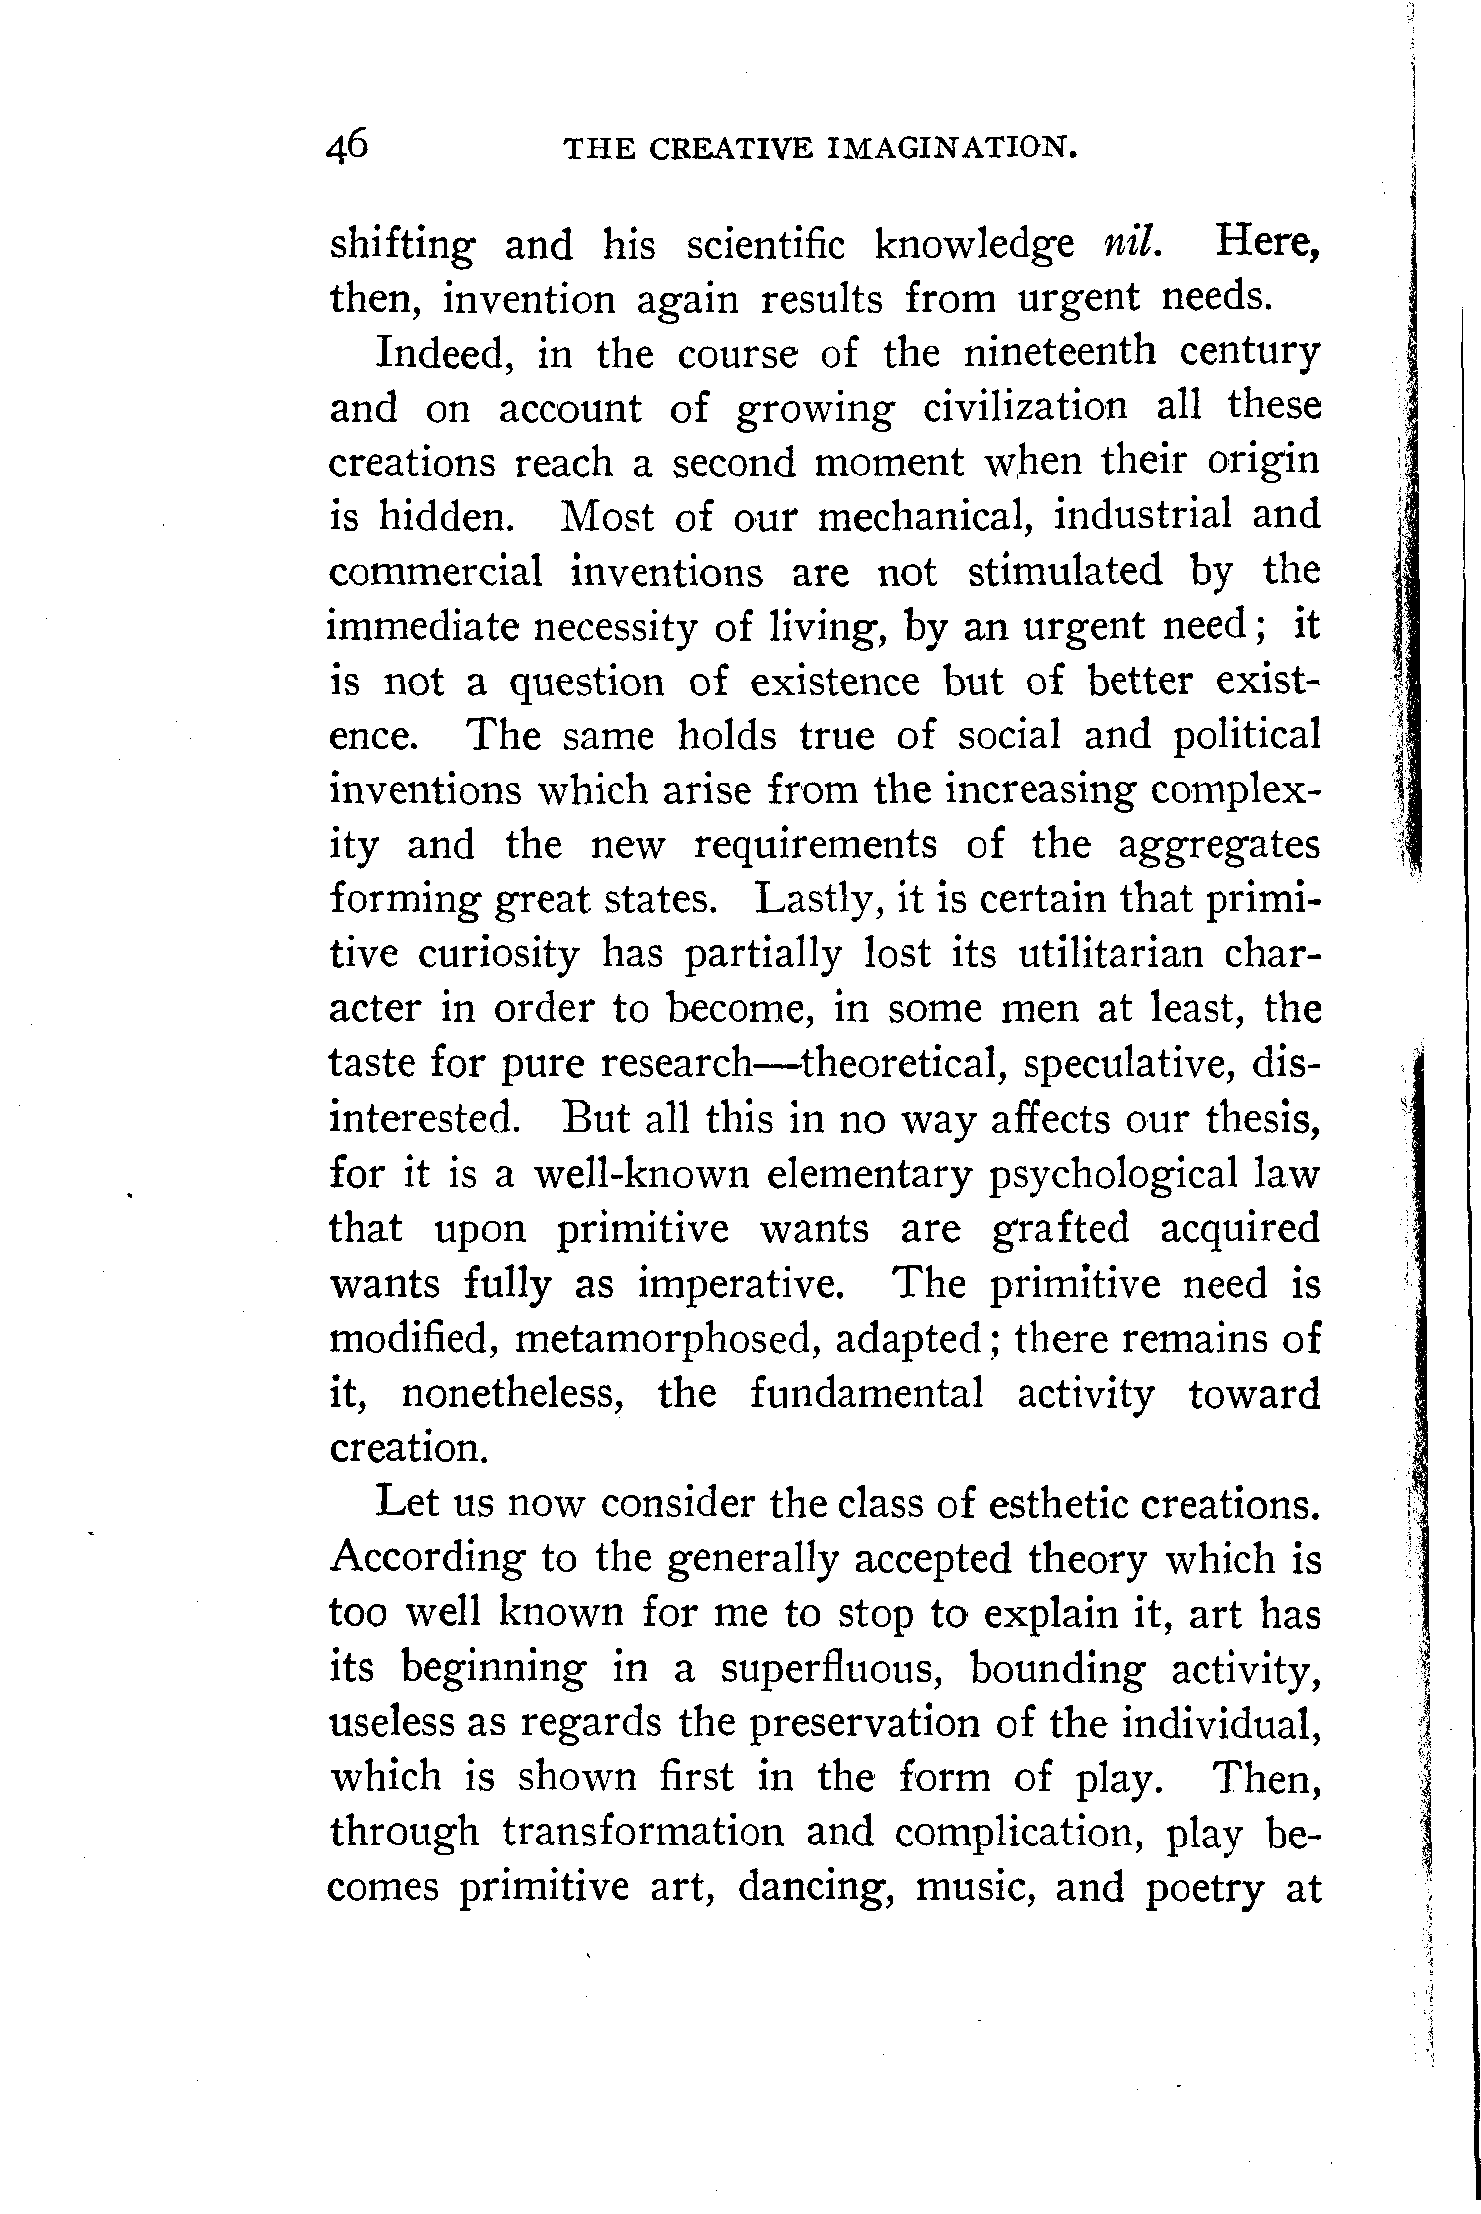 46 THE CREATIVE IMAGINATION.
shifting and his scientific knowledge nil. Here,
then, invention again results from urgent needs.
Indeed, in the course of the nineteenth century
and on account of growing civilization all these
creations reach a second moment when their origin
is hidden. Most of our mechanical, industrial and
commercial inventions are not stimulated by the
immediate necessity of living, by an urgent need; it
is not a question of existence but of better exist-
ence. The same holds true of social and political
inventions which arise from the increasing complex-
ity and the new requirements of the aggregates
forming great states. Lastly, it is certain that primi-
tive curiosity has partially lost its utilitarian char-
acter in order to become, in some men at least, the
taste for pure research—theoretical, speculative, dis-
interested. But all this in no way affects our thesis,
for it is a well-known elementary psychological law
that upon primitive wants are grafted acquired
wants fully as imperative. The primitive need is
modified, metamorphosed, adapted; there remains of
it, nonetheless, the fundamental activity toward
creation.
Let us now consider the class of esthetic creations.
According to the generally accepted theory which is
too well known for me to stop to explain it, art has
its beginning in a superfluous, bounding activity,
useless as regards the preservation of the individual,
which is shown first in the form of play. Then,
through transformation and complication, play be-
comes primitive art, dancing, music, and poetry at